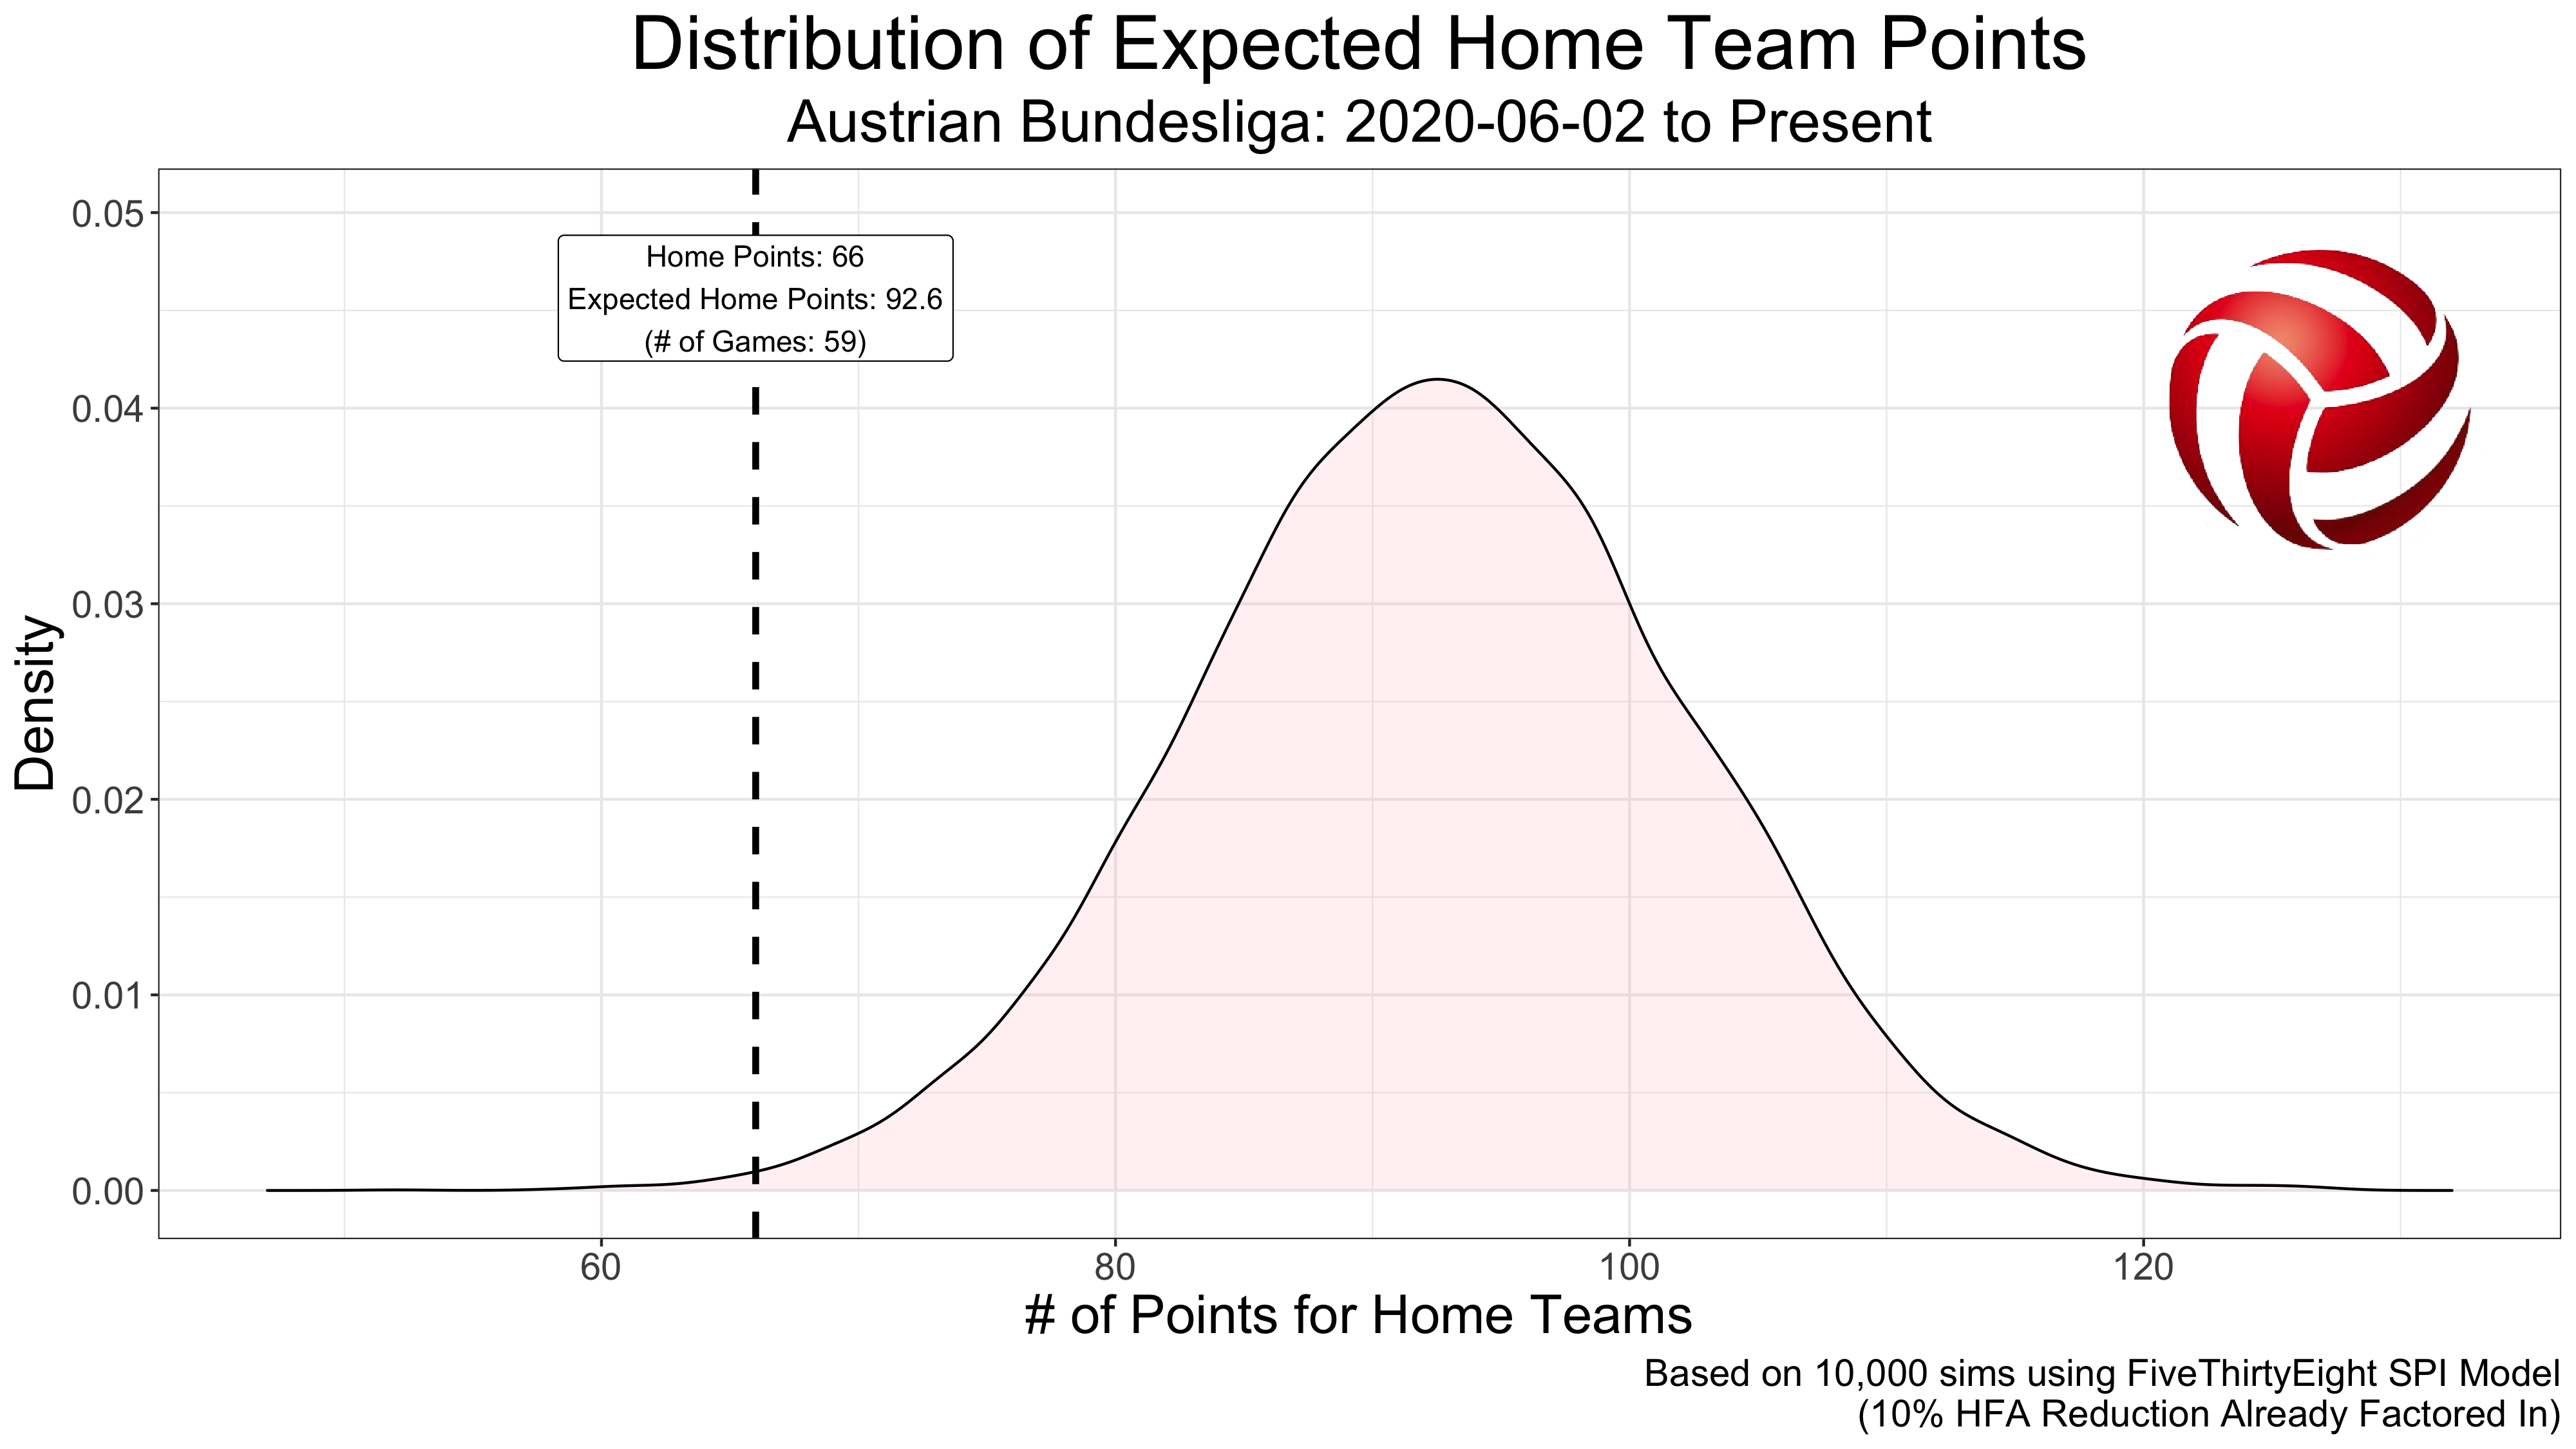 Distribution of Expected Home Team Points
Austrian Bundesliga: 2020-06-02 to Present
0.05
Home Points: 66
Expected Home Points: 92.6
(# of Games: 59)
0.04
0.03
Density
0.02
0.01
0.00
60 80 100 120
# of Points for Home Teams
Based on 10,000 sims using FiveThirtyEight SPI Model
(10% HFA Reduction Already Factored In)